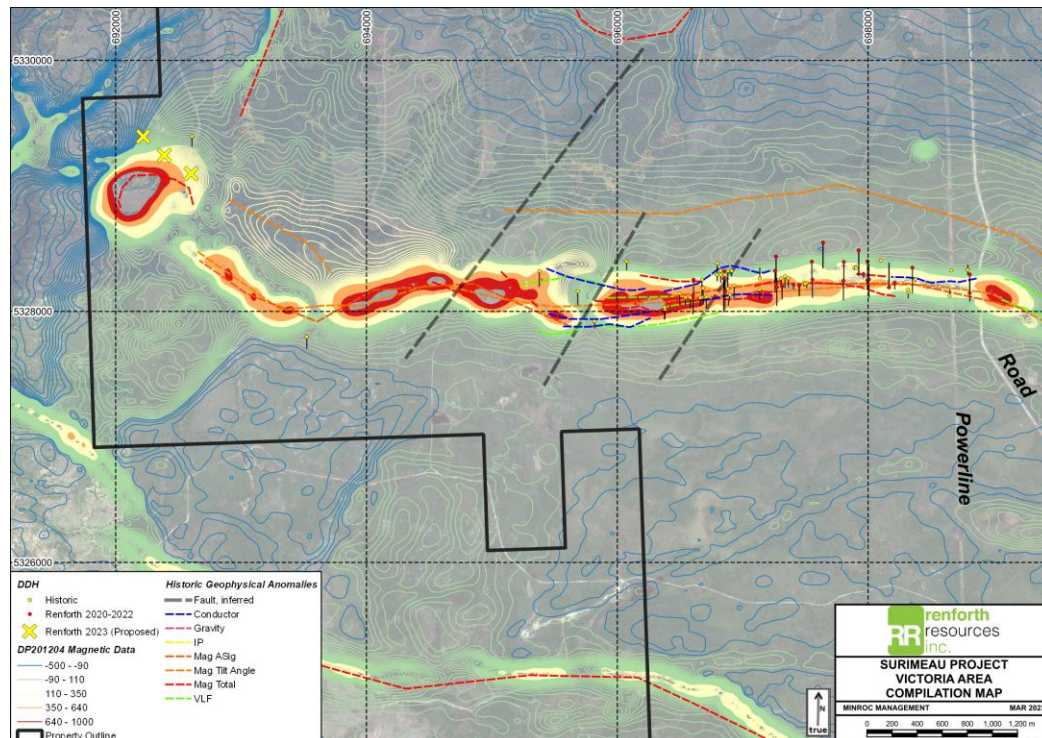 692000
694000
696000
698000
5330000
5328000
5326000
Road
Powerline
DDH
Historic
Renforth 2020-2022
Renforth 2023 (Proposed)
DP201204 Magnetic Data
-500 - -90
-90 - 110
110 - 350
350 - 640
640 - 1000
Property Outline
Historic Geophysical Anomalies
Fault, inferred
Conductor
Gravity
IP
Mag ASig
Mag Tilt Angle
Mag Total
VLF
N
true
RR
renforth
resources
inc.
SURIMEAU PROJECT
VICTORIA AREA
COMPILATION MAP
MINROC MANAGEMENT MAR 2023
0 200 400 600 800 1,000 1,200 m